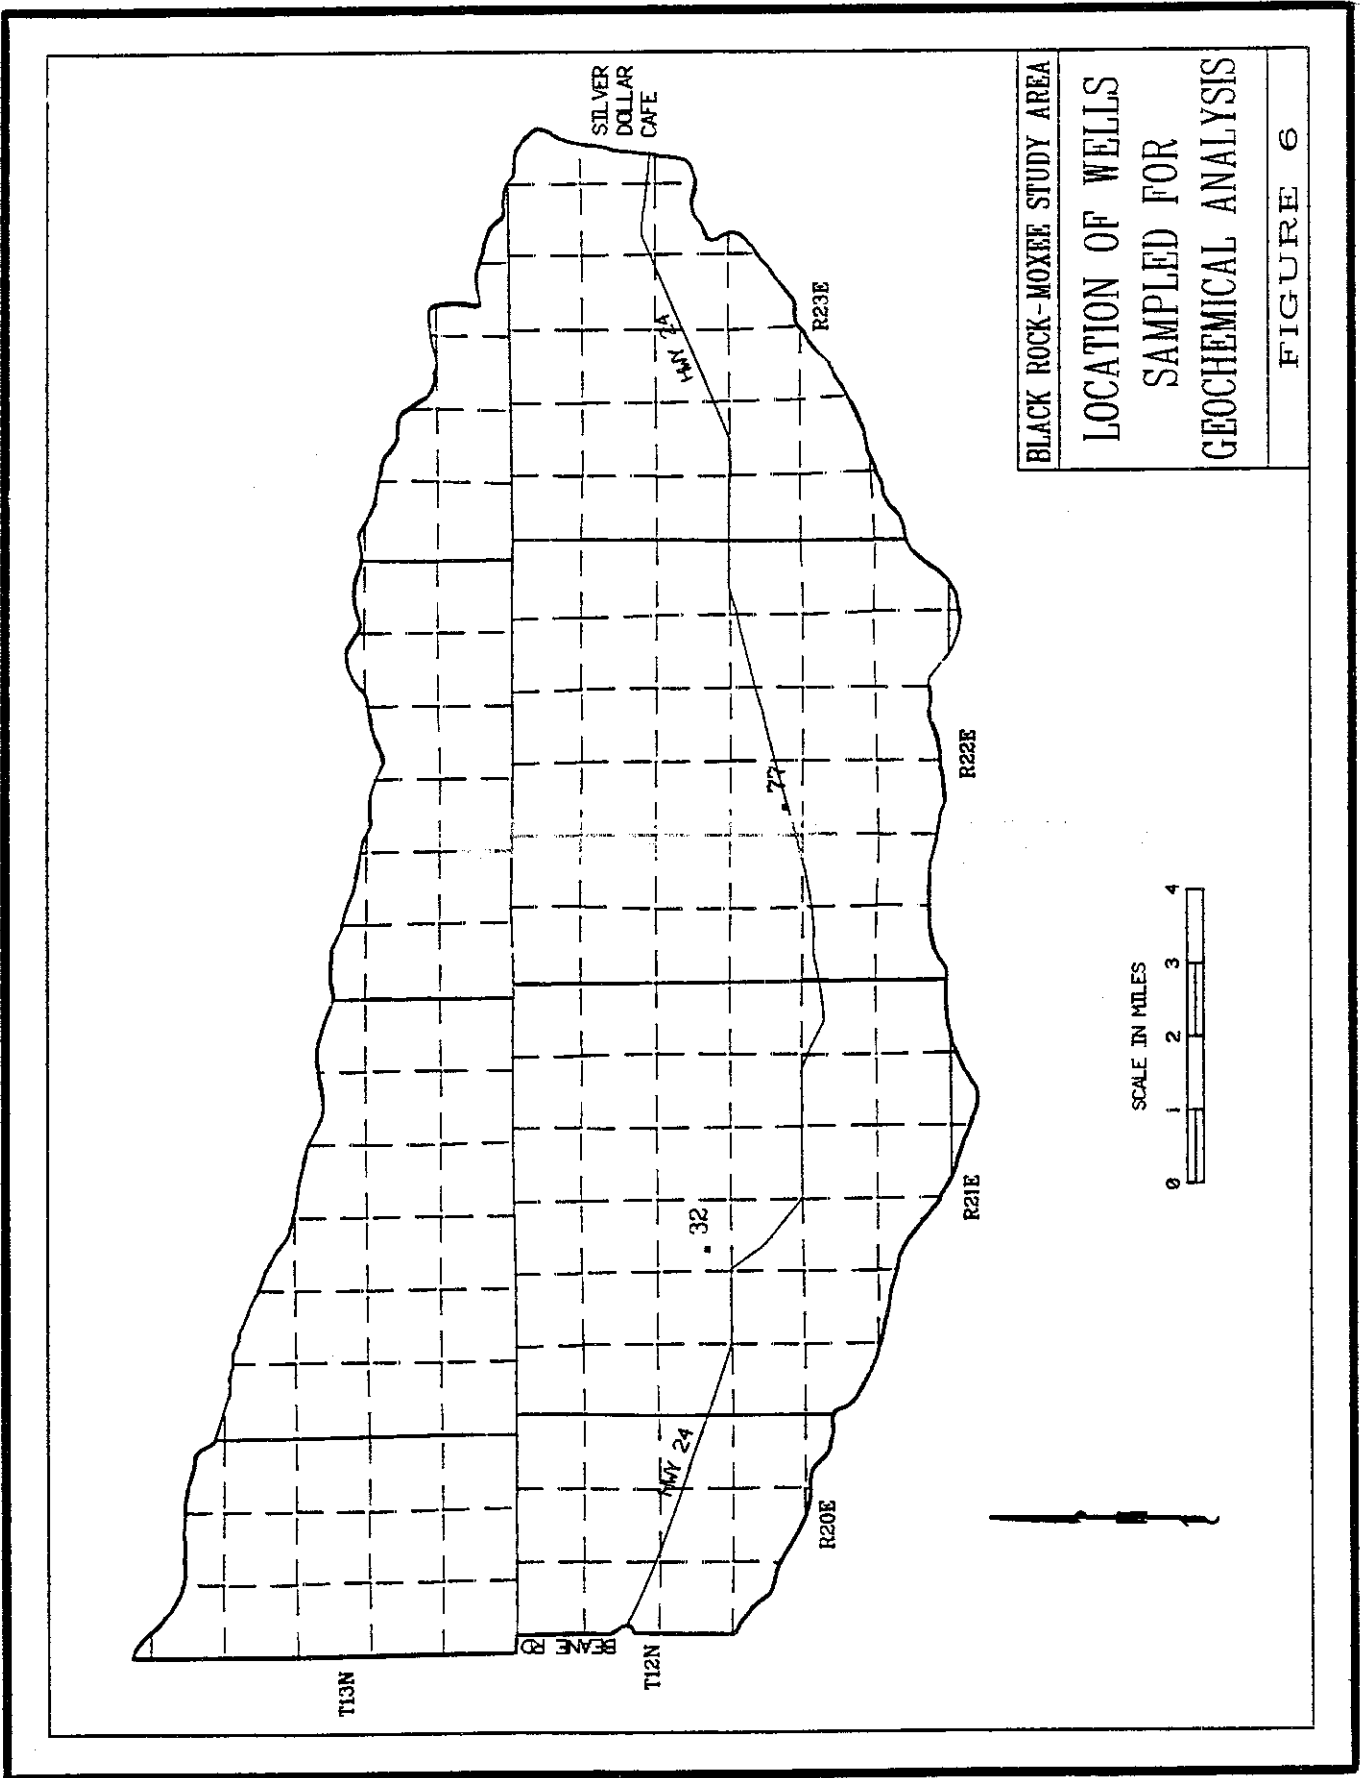 SILVER
DOLLAR
CAFE
HWY 24
R23E
77
R22E
32
R21E
HWY 24
R20E
BEANE RD
T12N
T13N
SCALE IN MILES
0 1 2 3 4
BLACK ROCK-MOXEE STUDY AREA
LOCATION OF WELLS
SAMPLED FOR
GEOCHEMICAL ANALYSIS
FIGURE 6